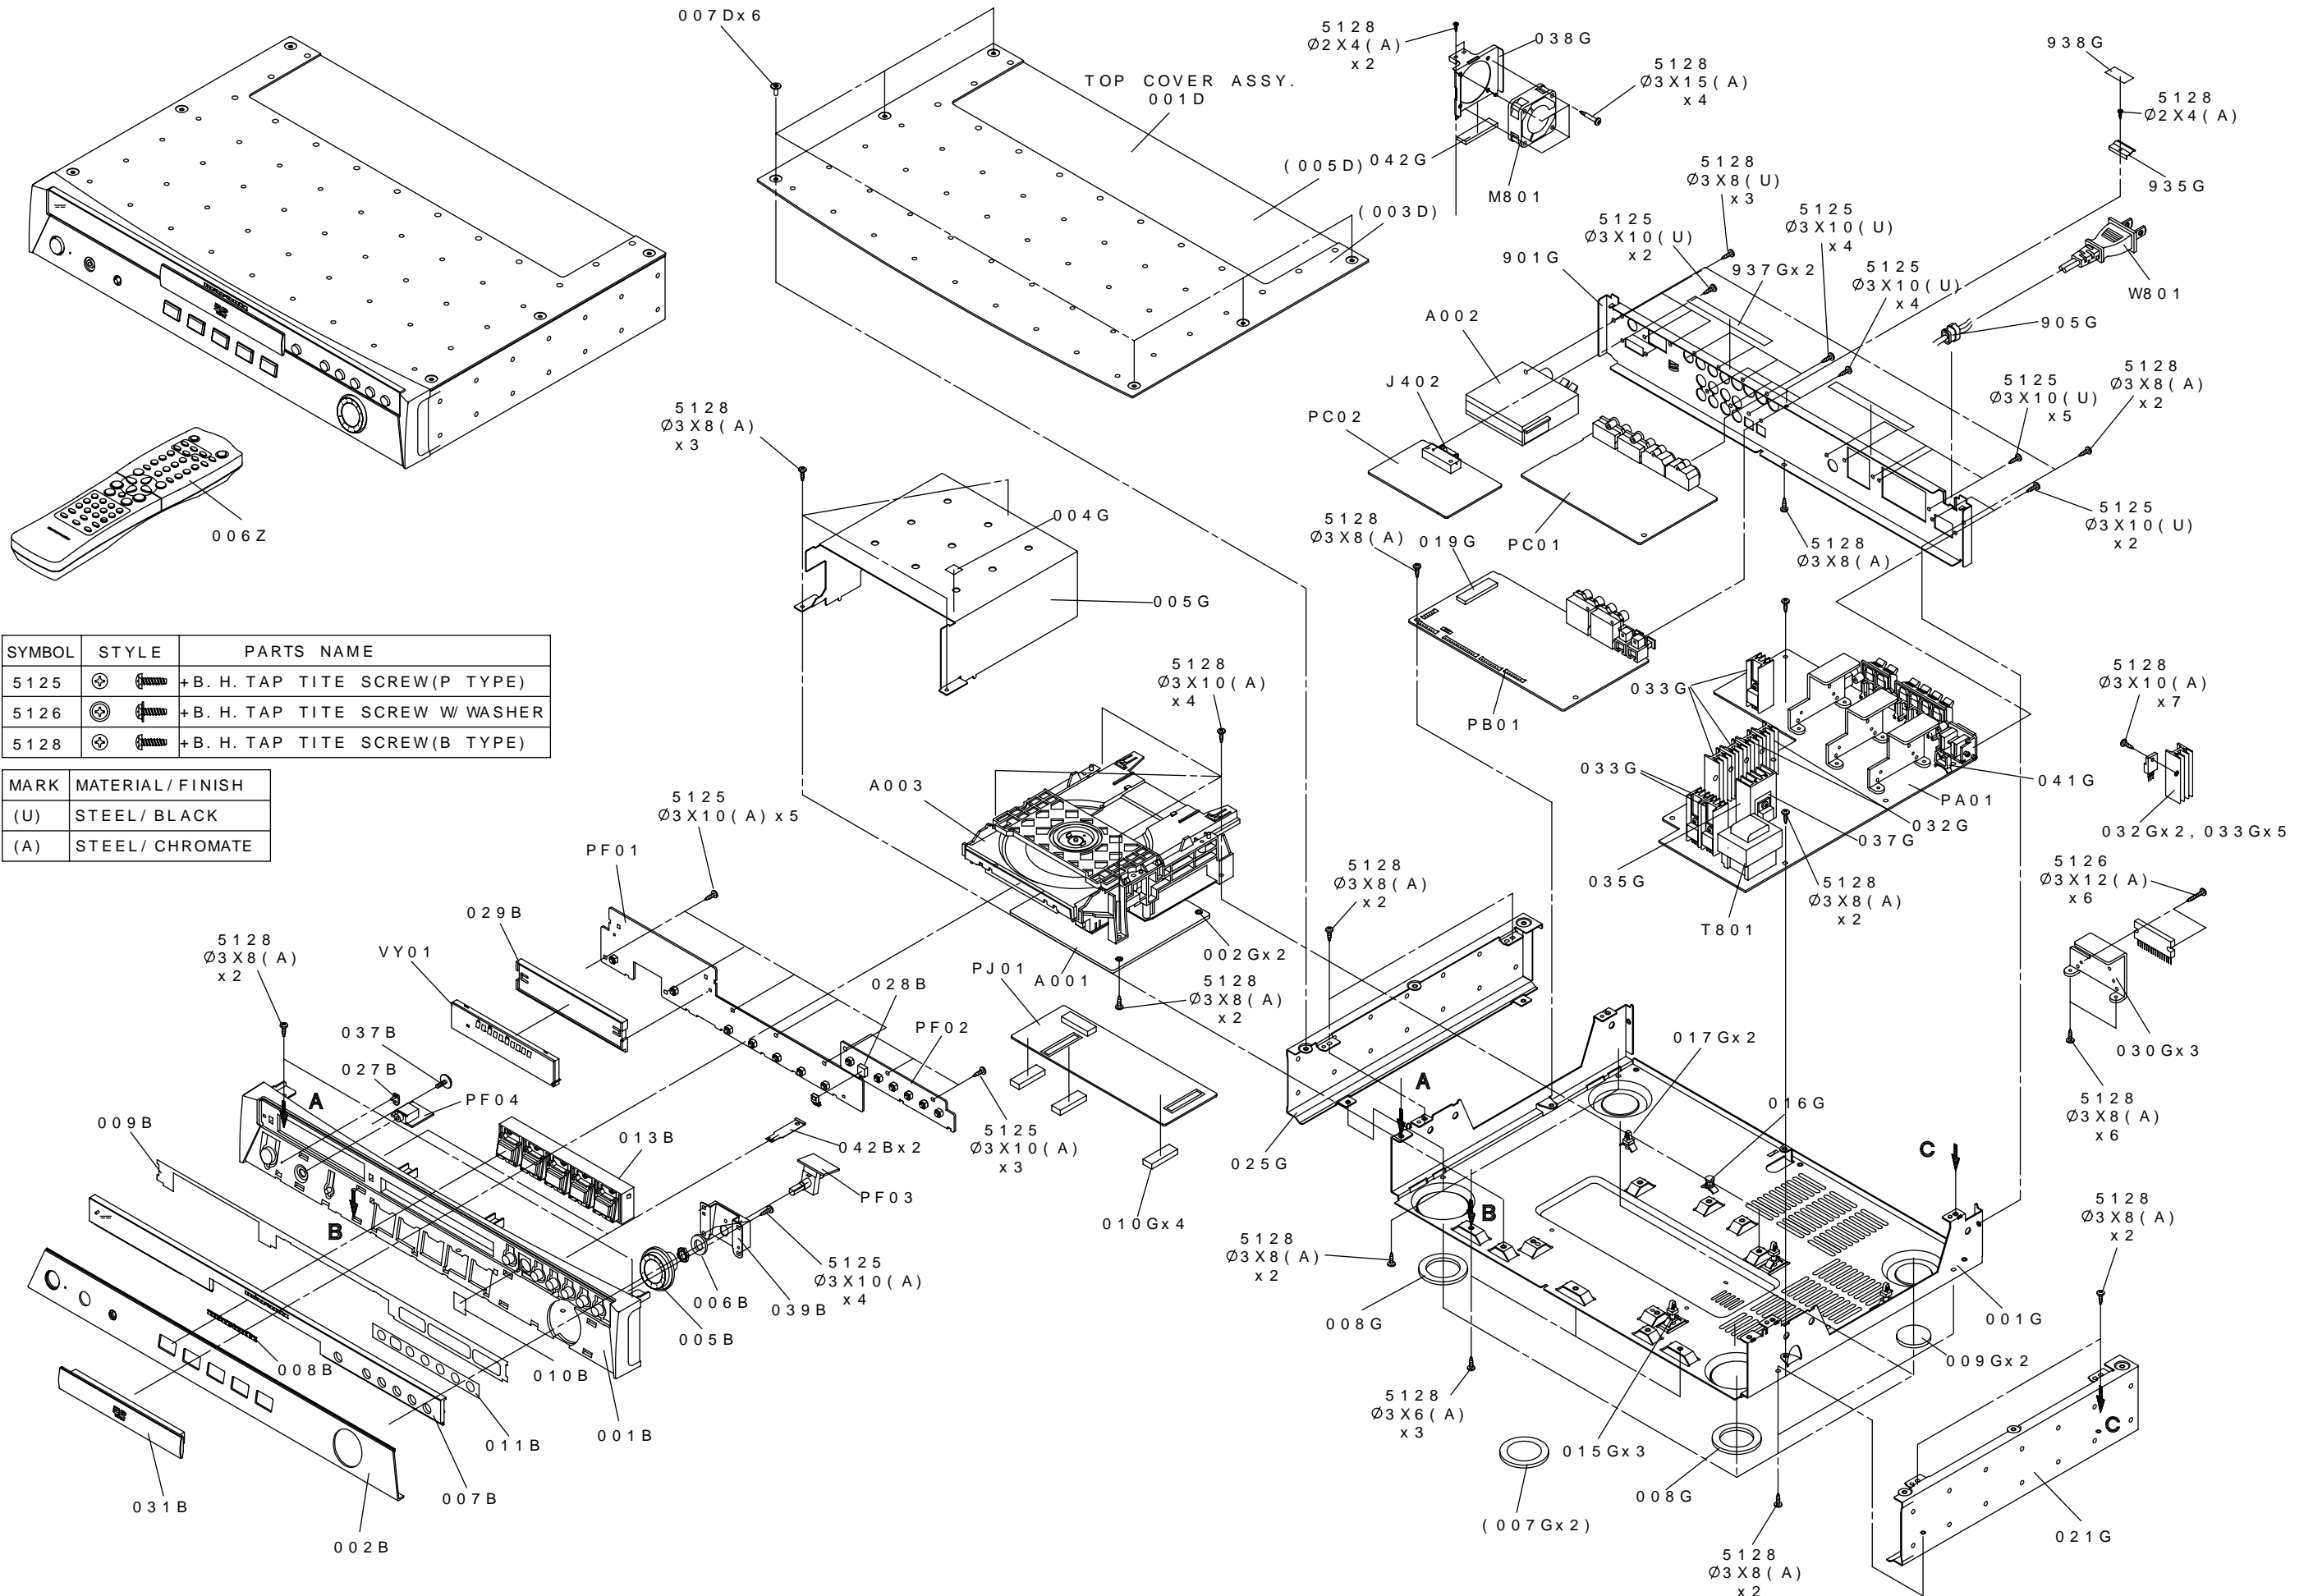 007Dx6
TOP COVER ASSY.
001D
(005D)
(003D)
5128
Ø2X4(A)
x2
038G
5128
Ø3X15(A)
x4
042G
M801
938G
5128
Ø2X4(A)
935G
W801
905G
5128
Ø3X8(U)
x3
5125
Ø3X10(U)
x2
901G
937Gx2
5125
Ø3X10(U)
x4
5125
Ø3X10(U)
x4
A002
J402
PC02
PC01
5125
Ø3X10(U)
x5
5128
Ø3X8(A)
x2
5125
Ø3X10(U)
x2
5128
Ø3X8(A)
006Z
5128
Ø3X8(A)
x3
004G
005G
5128
Ø3X8(A)
019G
PB01
SYMBOL STYLE PARTS NAME
5125 +B.H. TAP TITE SCREW(P TYPE)
5126 +B.H. TAP TITE SCREW W/WASHER
5128 +B.H. TAP TITE SCREW(B TYPE)
MARK MATERIAL/FINISH
(U) STEEL/BLACK
(A) STEEL/CHROMATE
5128
Ø3X10(A)
x4
A003
A001
002Gx2
5128
Ø3X8(A)
x2
033G
033G
035G
T801
037G
032G
PA01
041G
5128
Ø3X8(A)
x2
5128
Ø3X10(A)
x7
032Gx2, 033Gx5
5126
Ø3X12(A)
x6
030Gx3
5128
Ø3X8(A)
x6
5125
Ø3X10(A)x5
PF01
029B
VY01
5128
Ø3X8(A)
x2
037B
027B
PF04
A
B
009B
013B
028B
PF02
5125
Ø3X10(A)
x3
042Bx2
PF03
5125
Ø3X10(A)
x4
039B
006B
005B
010B
008B
001B
011B
007B
002B
031B
PJ01
010Gx4
5128
Ø3X8(A)
x2
025G
A
B
C
017Gx2
016G
5128
Ø3X8(A)
x2
008G
5128
Ø3X6(A)
x3
(007Gx2)
015Gx3
008G
5128
Ø3X8(A)
x2
009Gx2
001G
5128
Ø3X8(A)
x2
C
021G